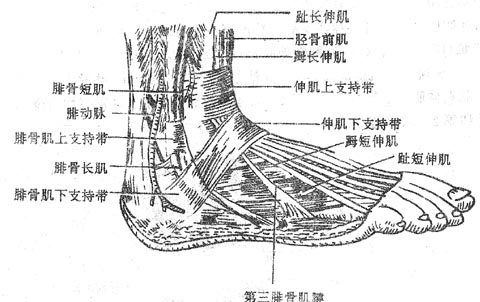 趾长伸肌
胫骨前肌
𧿹长伸肌
腓骨短肌
伸肌上支持带
腓动脉
伸肌下支持带
腓骨肌上支持带
𧿹短伸肌
趾短伸肌
腓骨长肌
腓骨肌下支持带
第三腓骨肌腱